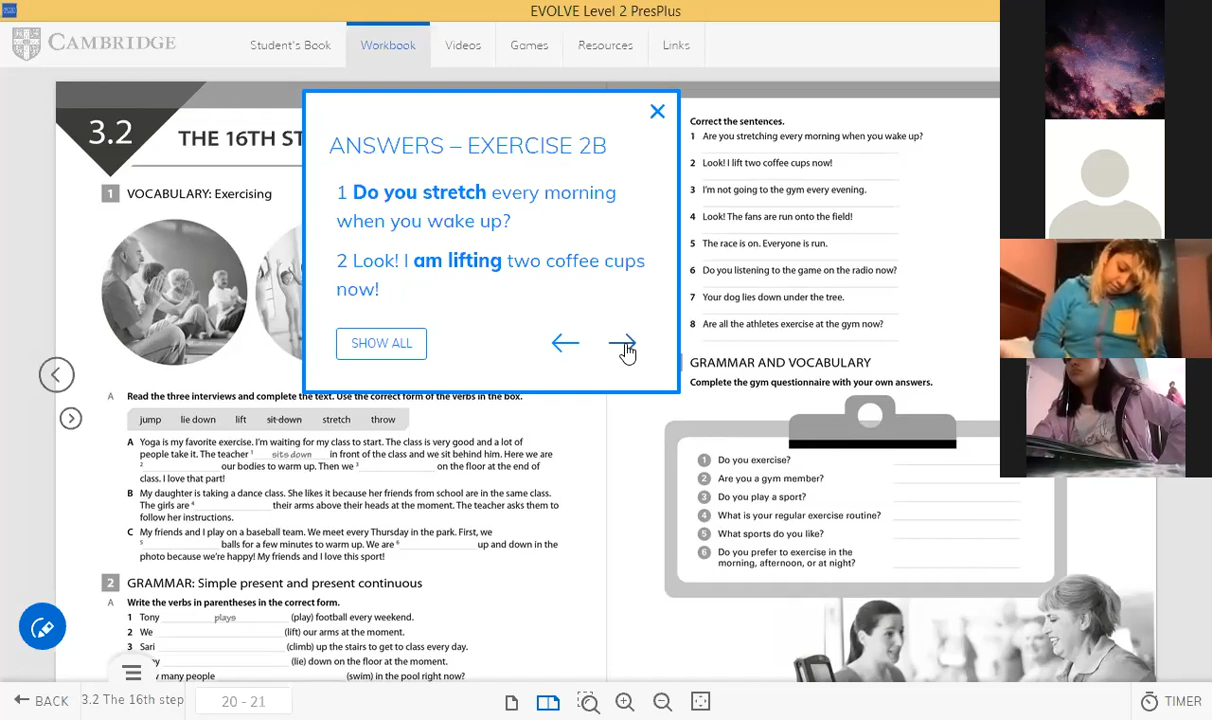 EVOLVE Level 2 PresPlus
CAMBRIDGE
Student's Book
Workbook
Videos
Games
Resources
Links
3.2
THE 16TH ST
1 VOCABULARY: Exercising
ANSWERS – EXERCISE 2B
1 Do you stretch every morning
when you wake up?
2 Look! I am lifting two coffee cups
now!
SHOW ALL
A Read the three interviews and complete the text. Use the correct form of the verbs in the box.
jump lie down lift sit down stretch throw
A Yoga is my favorite exercise. I'm waiting for my class to start. The class is very good and a lot of
people take it. The teacher 1 sits down in front of the class and we sit behind him. Here we are
2 our bodies to warm up. Then we 3 on the floor at the end of
class. I love that part!
B My daughter is taking a dance class. She likes it because her friends from school are in the same class.
The girls are 4 their arms above their heads at the moment. The teacher asks them to
follow her instructions.
C My friends and I play on a baseball team. We meet every Thursday in the park. First, we
5 balls for a few minutes to warm up. We are 6 up and down in the
photo because we're happy! My friends and I love this sport!
2 GRAMMAR: Simple present and present continuous
A Write the verbs in parentheses in the correct form.
1 Tony plays (play) football every weekend.
2 We (lift) our arms at the moment.
3 Sari (climb) up the stairs to get to class every day.
(lie) down on the floor at the moment.
many people (swim) in the pool right now?
Correct the sentences.
1 Are you stretching every morning when you wake up?
2 Look! I lift two coffee cups now!
3 I'm not going to the gym every evening.
4 Look! The fans are run onto the field!
5 The race is on. Everyone is run.
6 Do you listening to the game on the radio now?
7 Your dog lies down under the tree.
8 Are all the athletes exercise at the gym now?
GRAMMAR AND VOCABULARY
Complete the gym questionnaire with your own answers.
1 Do you exercise?
2 Are you a gym member?
3 Do you play a sport?
4 What is your regular exercise routine?
5 What sports do you like?
6 Do you prefer to exercise in the
morning, afternoon, or at night?
BACK
3.2 The 16th step
20 - 21
TIMER